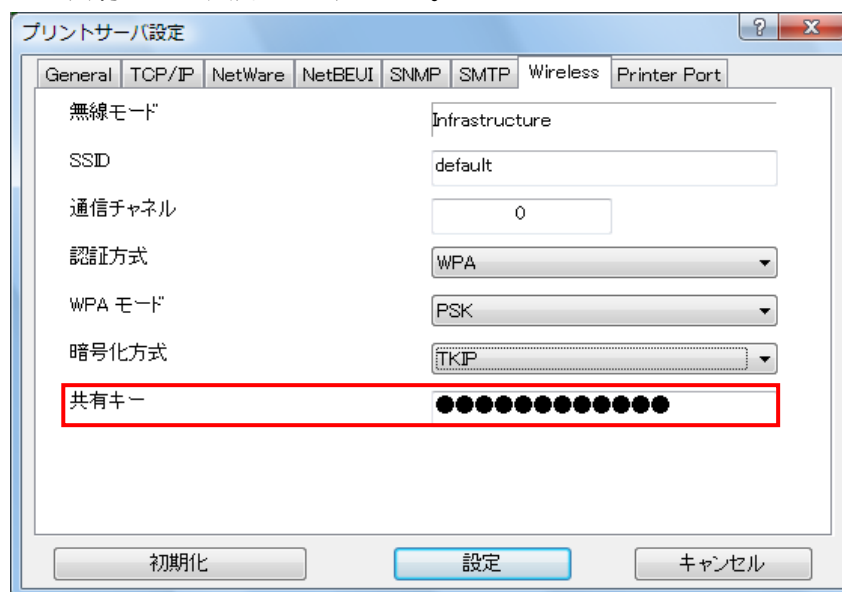 プリントサーバ設定
General TCP/IP NetWare NetBEUI SNMP SMTP Wireless Printer Port
無線モード Infrastructure
SSID default
通信チャネル 0
認証方式 WPA
WPA モード PSK
暗号化方式 TKIP
共有キー ●●●●●●●●●●●●
初期化 設定 キャンセル